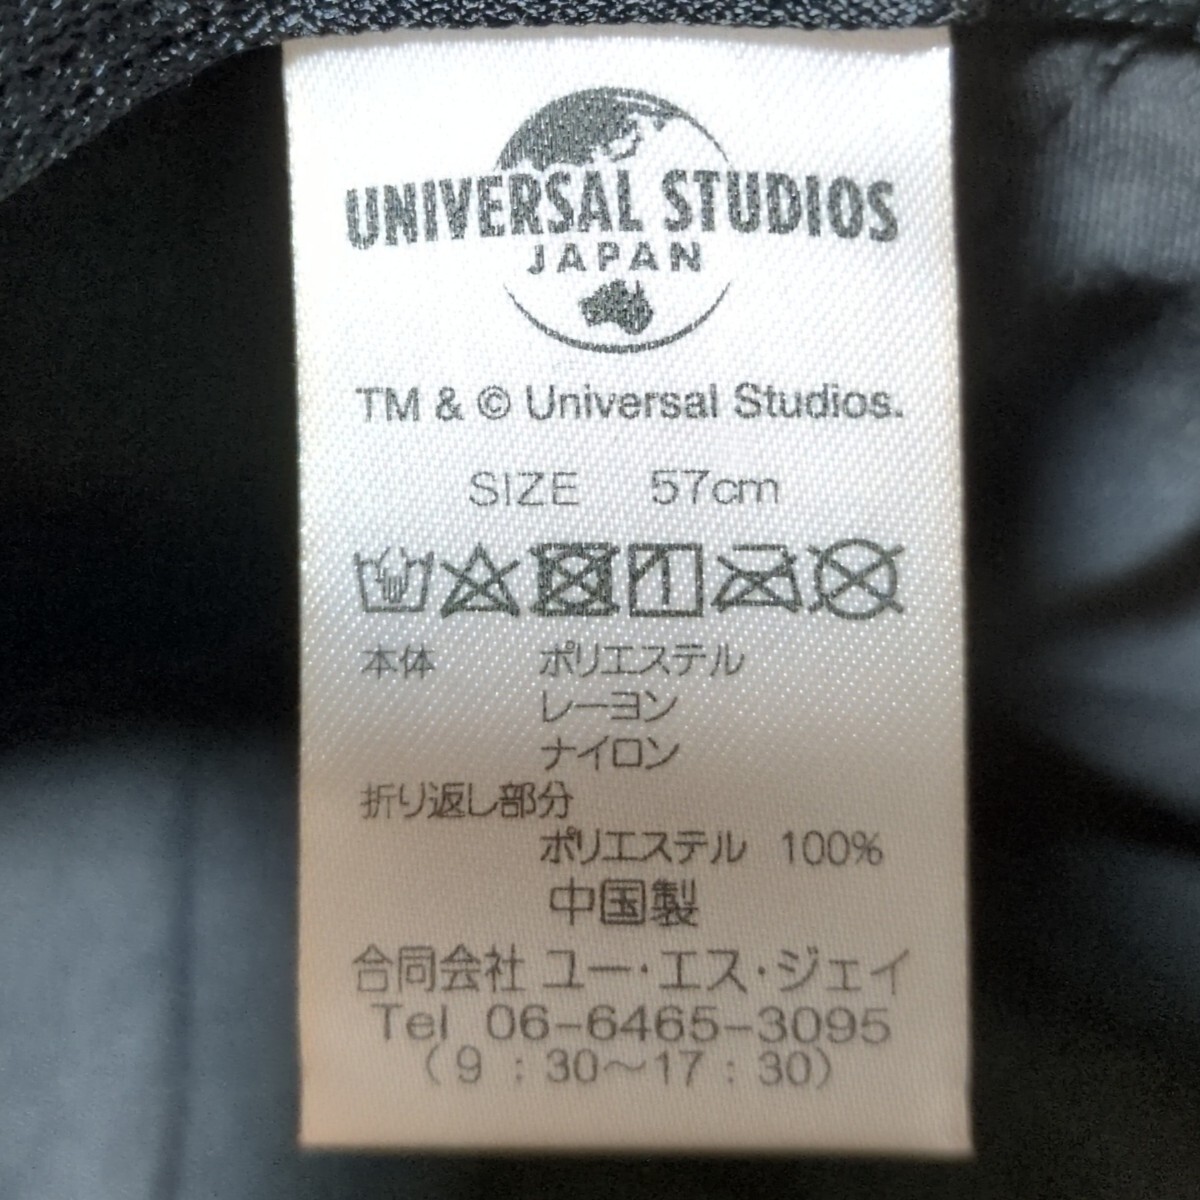 UNIVERSAL STUDIOS
JAPAN
TM & © Universal Studios.
SIZE 57cm
本体 ポリエステル
レーヨン
ナイロン
折り返し部分
ポリエステル 100%
中国製
合同会社 ユー・エス・ジェイ
Tel 06-6465-3095
(9:30〜17:30)